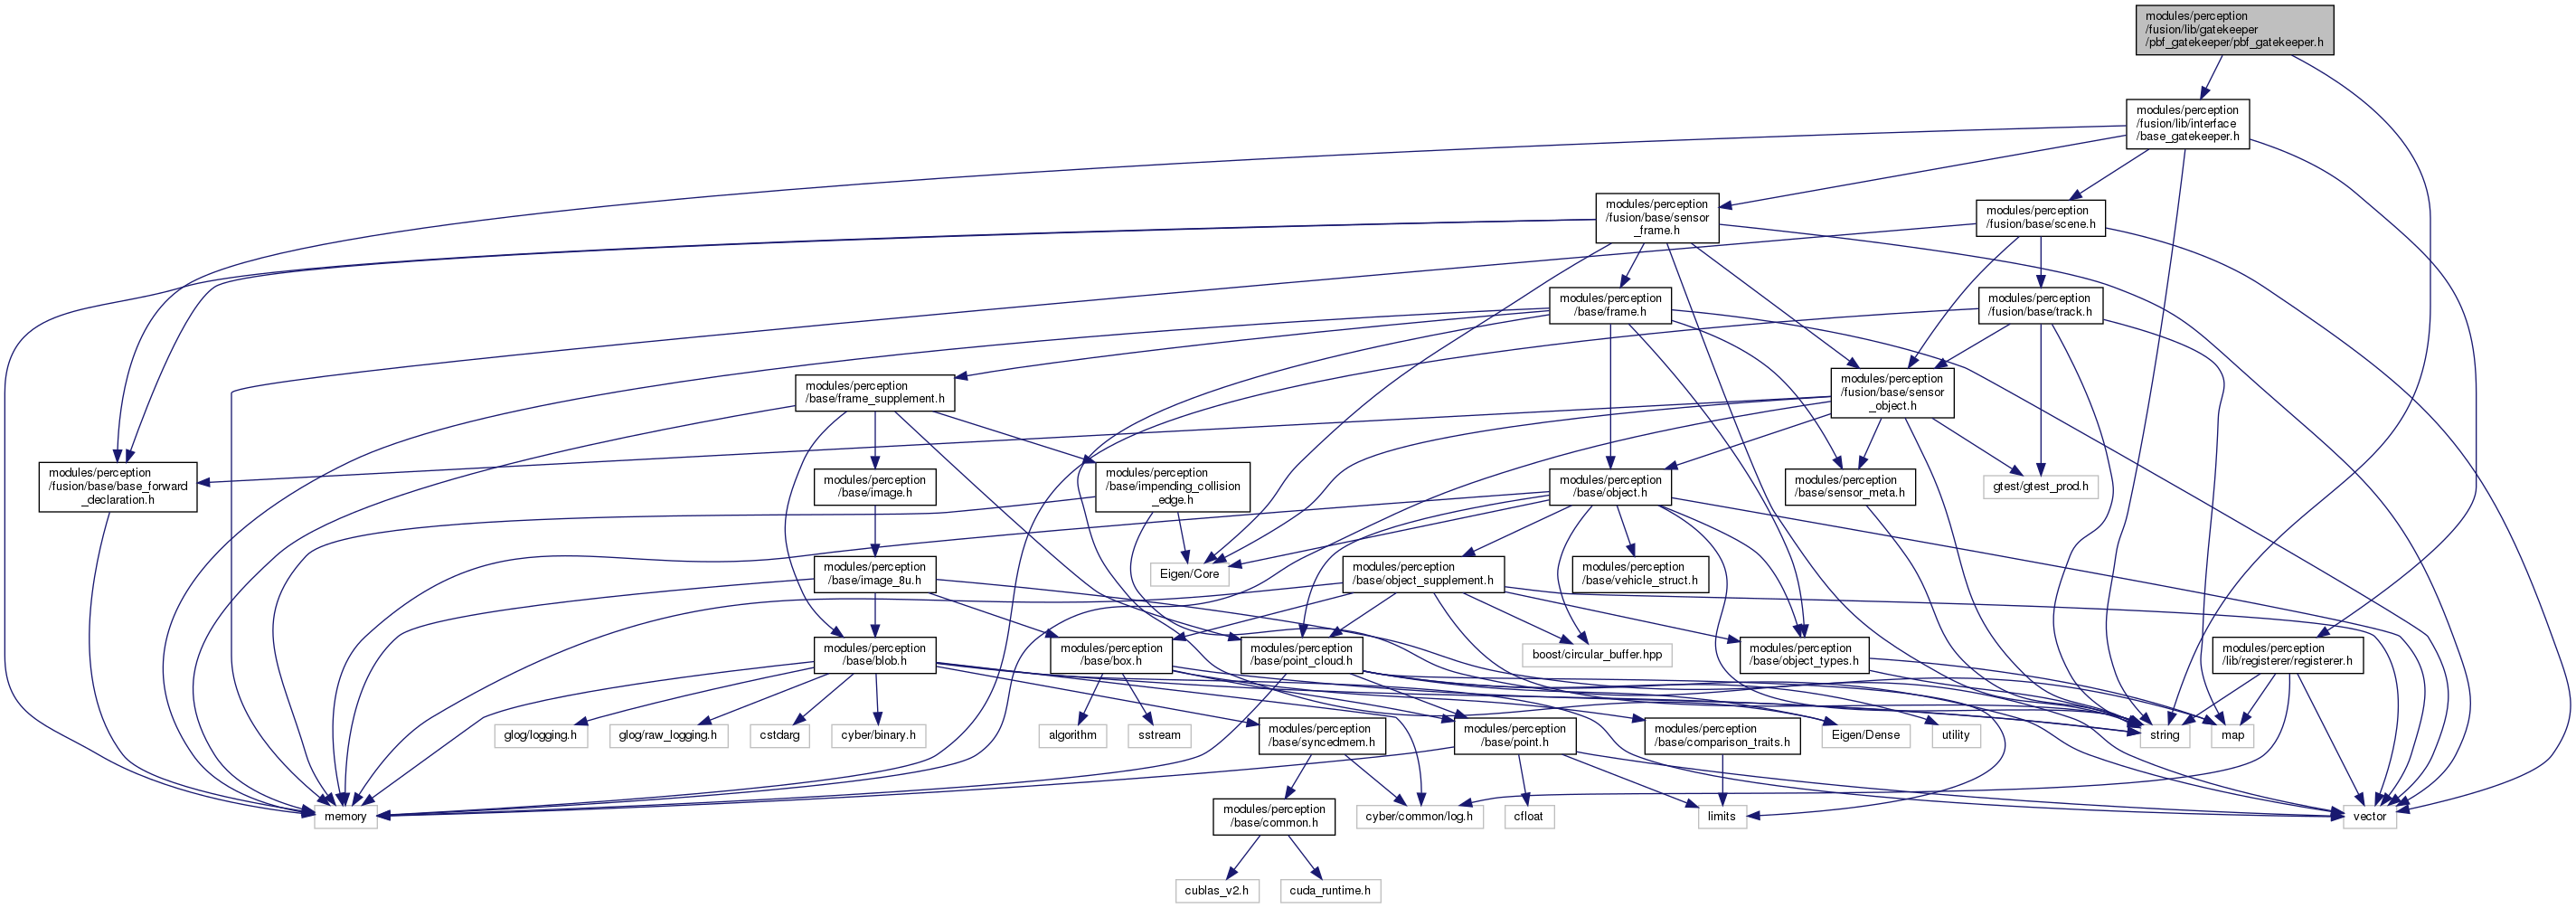 modules/perception
/fusion/lib/gatekeeper
/pbf_gatekeeper/pbf_gatekeeper.h
modules/perception
/fusion/lib/interface
/base_gatekeeper.h
modules/perception
/fusion/base/sensor
_frame.h
modules/perception
/fusion/base/scene.h
modules/perception
/base/frame.h
modules/perception
/fusion/base/track.h
modules/perception
/base/frame_supplement.h
modules/perception
/fusion/base/sensor
_object.h
modules/perception
/fusion/base/base_forward
_declaration.h
modules/perception
/base/image.h
modules/perception
/base/impending_collision
_edge.h
modules/perception
/base/object.h
modules/perception
/base/sensor_meta.h
gtest/gtest_prod.h
modules/perception
/base/image_8u.h
Eigen/Core
modules/perception
/base/object_supplement.h
modules/perception
/base/vehicle_struct.h
modules/perception
/base/blob.h
modules/perception
/base/box.h
modules/perception
/base/point_cloud.h
boost/circular_buffer.hpp
modules/perception
/base/object_types.h
modules/perception
/lib/registerer/registerer.h
glog/logging.h
glog/raw_logging.h
cstdarg
cyber/binary.h
algorithm
sstream
modules/perception
/base/syncedmem.h
modules/perception
/base/point.h
modules/perception
/base/comparison_traits.h
Eigen/Dense
utility
string
map
memory
modules/perception
/base/common.h
cyber/common/log.h
cfloat
limits
vector
cublas_v2.h
cuda_runtime.h